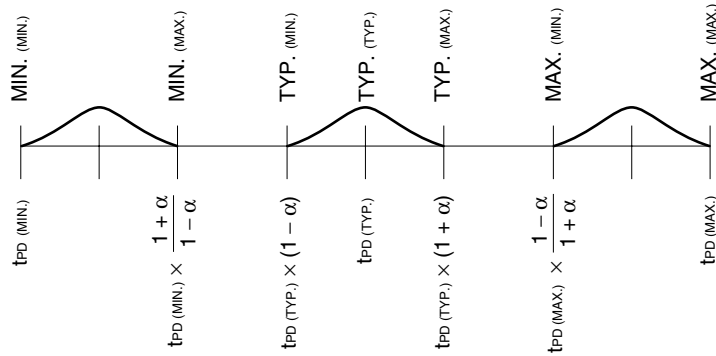 MIN. (MIN.)
MIN. (MAX.)
TYP. (MIN.)
TYP. (TYP.)
TYP. (MAX.)
MAX. (MIN.)
MAX. (MAX.)
tPD (MIN.)
tPD (MIN.) × (1 + α)/(1 − α)
tPD (TYP.) × (1 − α)
tPD (TYP.)
tPD (TYP.) × (1 + α)
tPD (MAX.) × (1 − α)/(1 + α)
tPD (MAX.)